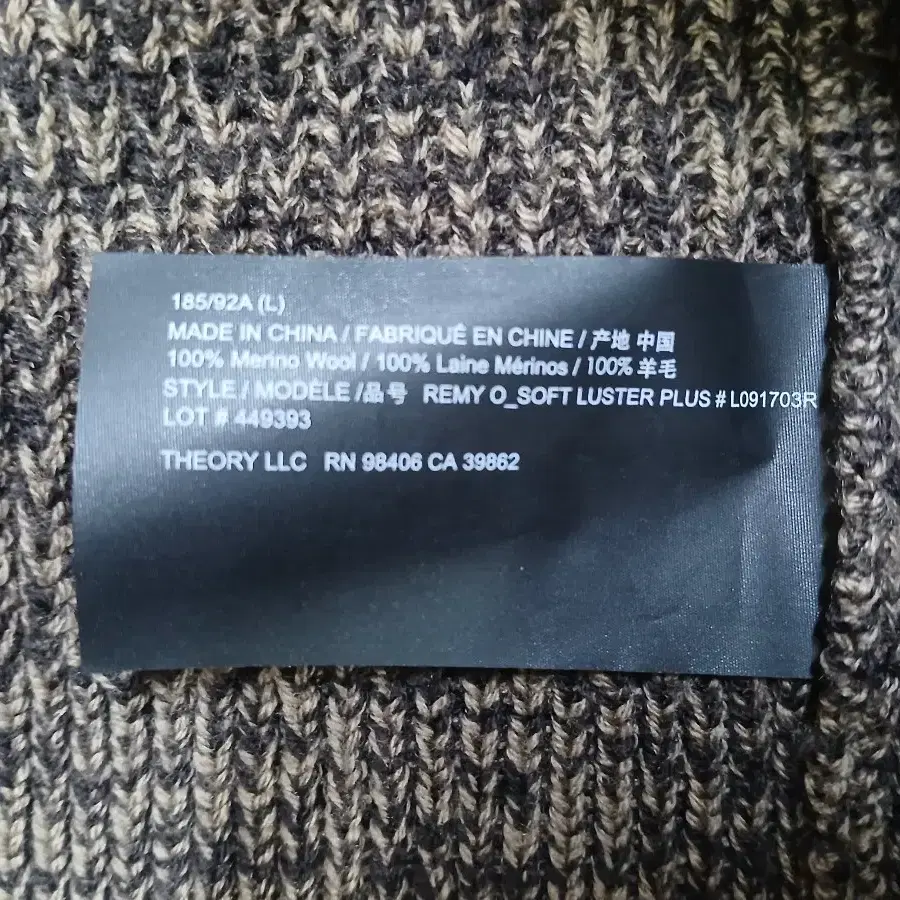 185/92A (L)
MADE IN CHINA / FABRIQUÉ EN CHINE / 产地 中国
100% Merino Wool / 100% Laine Mérinos / 100% 羊毛
STYLE / MODÈLE /品号 REMY O_SOFT LUSTER PLUS # L091703R
LOT # 449393
THEORY LLC RN 98406 CA 39862